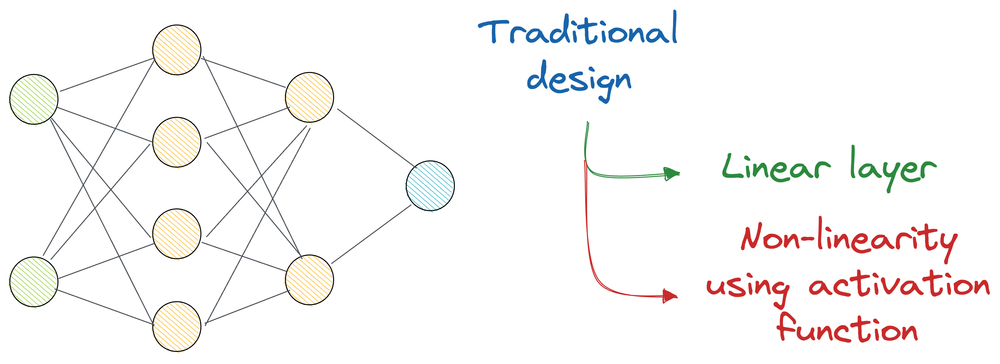 Traditional
design
Linear layer
Non-linearity
using activation
function